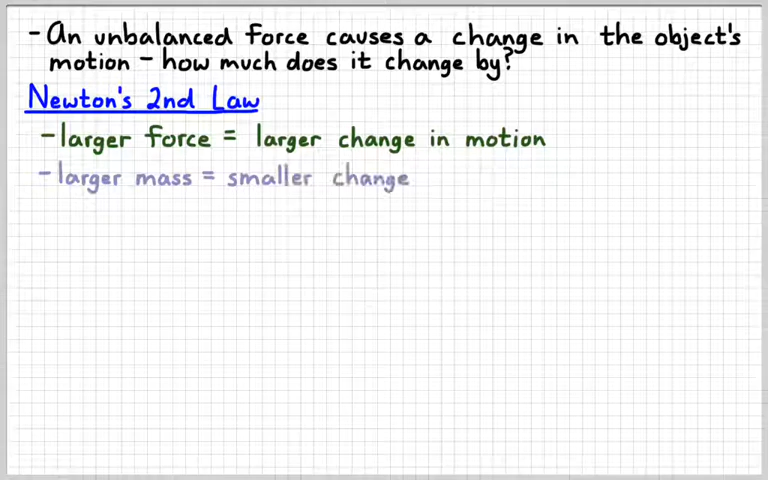 - An unbalanced force causes a change in the object's
motion - how much does it change by?
Newton's 2nd Law
- larger force = larger change in motion
- larger mass = smaller change